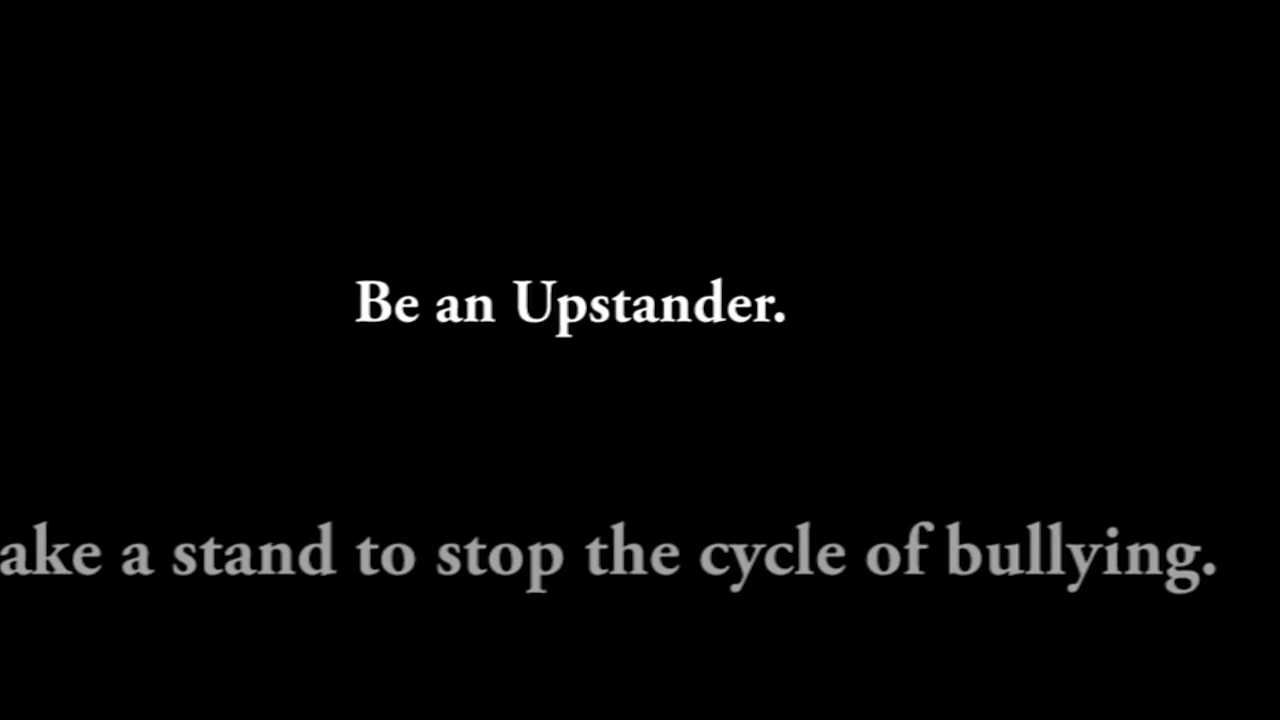 Be an Upstander.
ake a stand to stop the cycle of bullying.